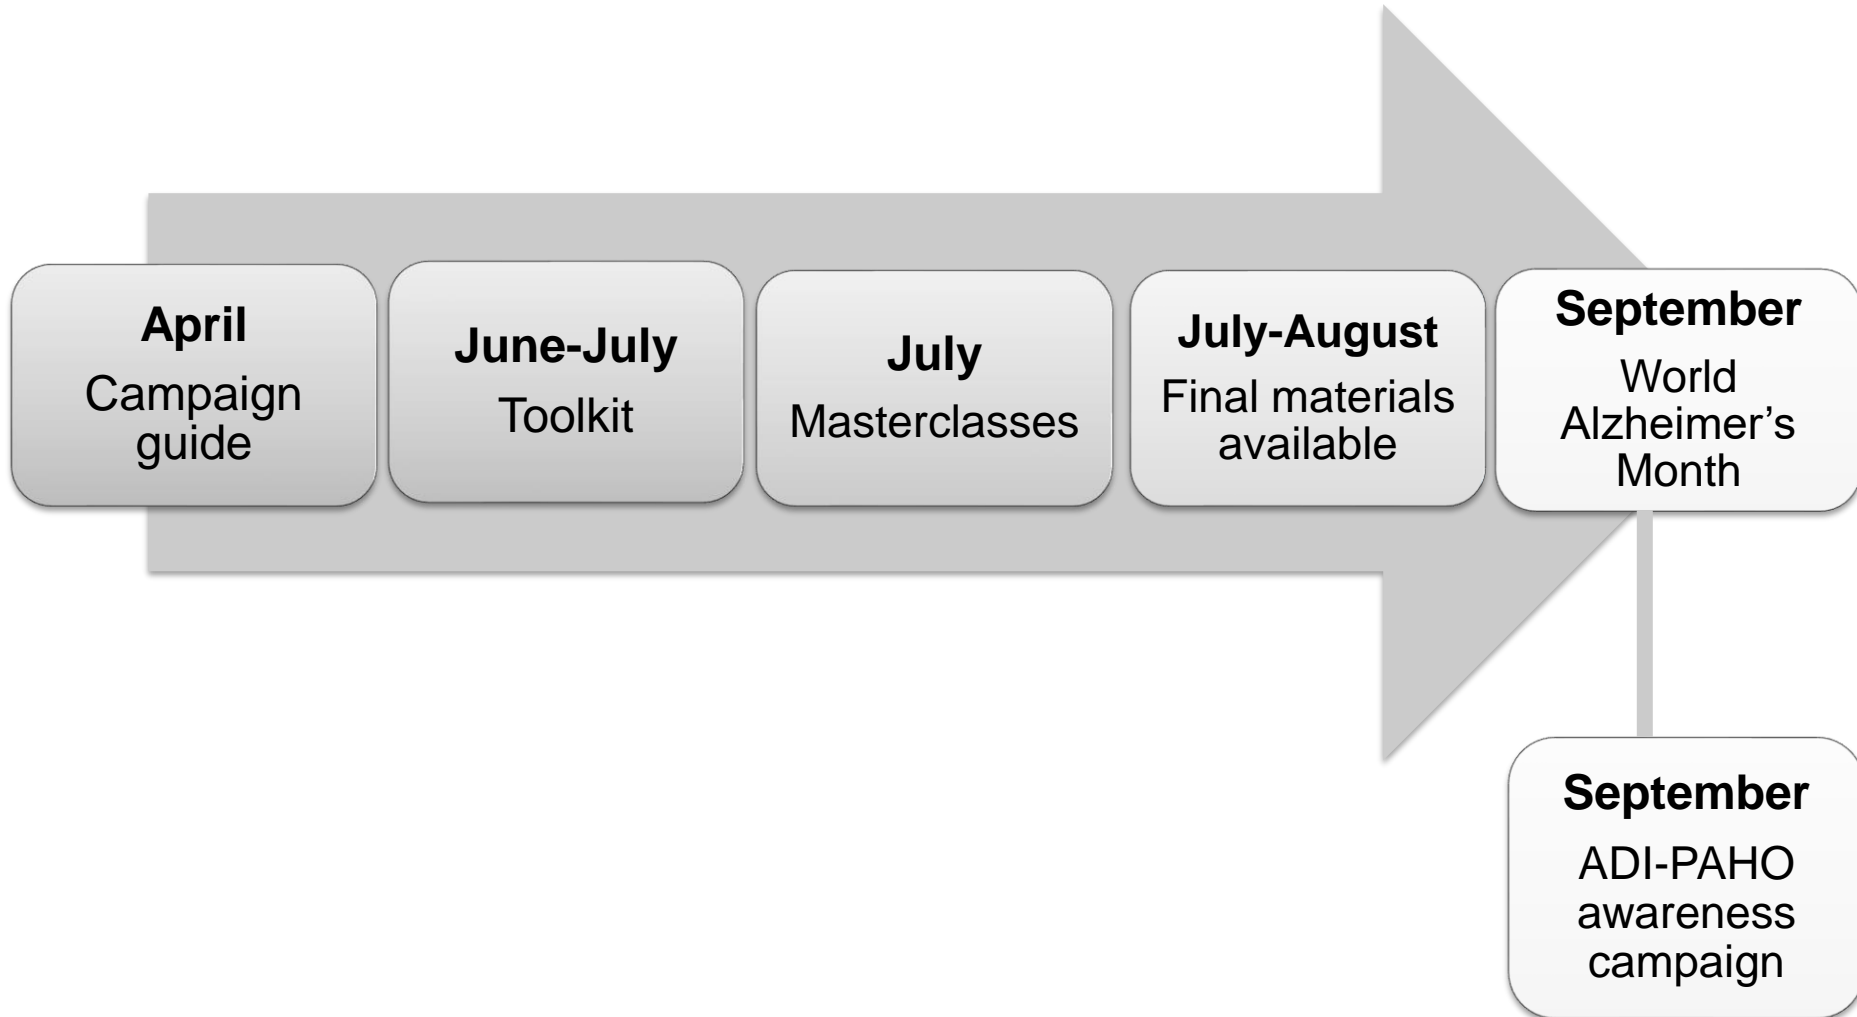 April
Campaign
guide
June-July
Toolkit
July
Masterclasses
July-August
Final materials
available
September
World
Alzheimer’s
Month
September
ADI-PAHO
awareness
campaign